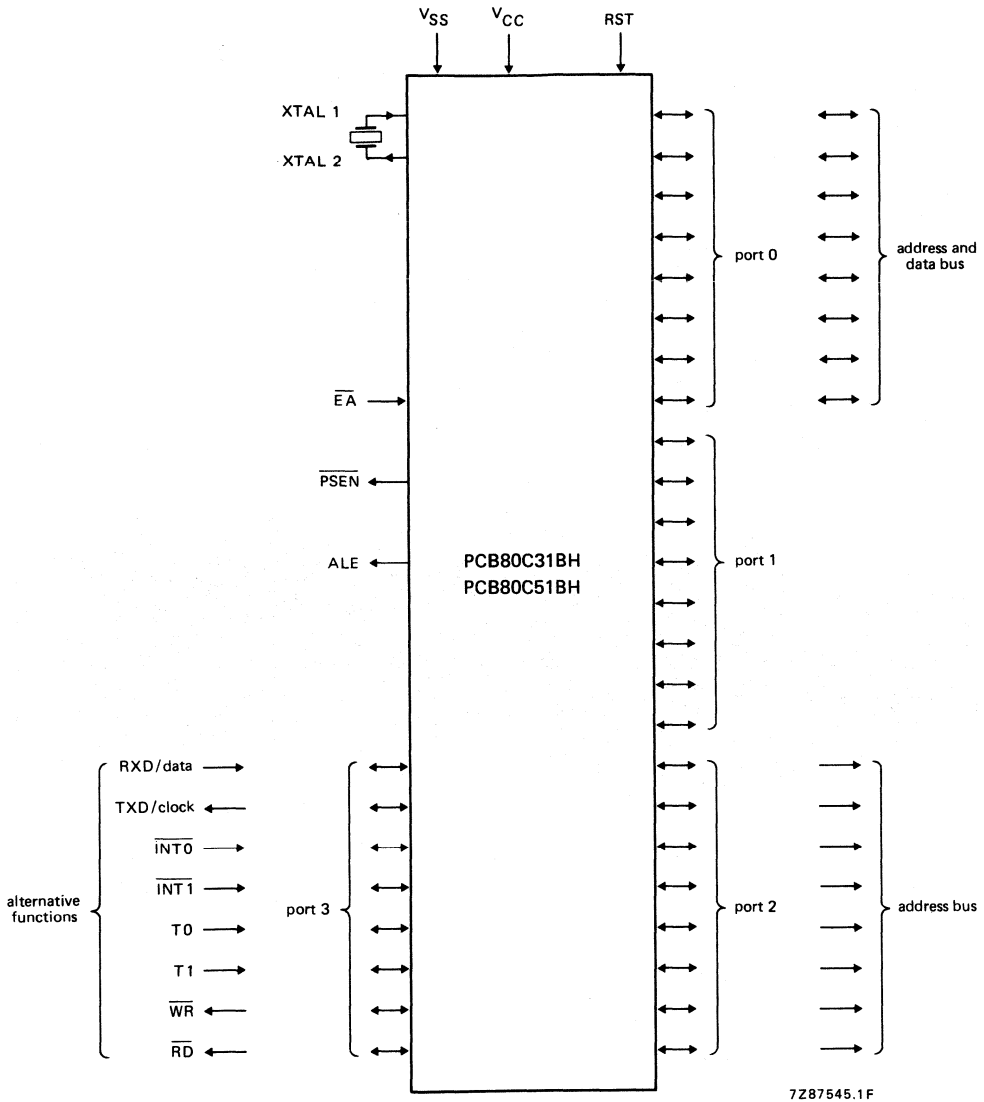 VSS
VCC
RST
XTAL 1
XTAL 2
port 0
address and
data bus
EA
PSEN
ALE
PCB80C31BH
PCB80C51BH
port 1
RXD/data
TXD/clock
INT0
INT1
T0
T1
WR
RD
alternative
functions
port 3
port 2
address bus
7Z87545.1F